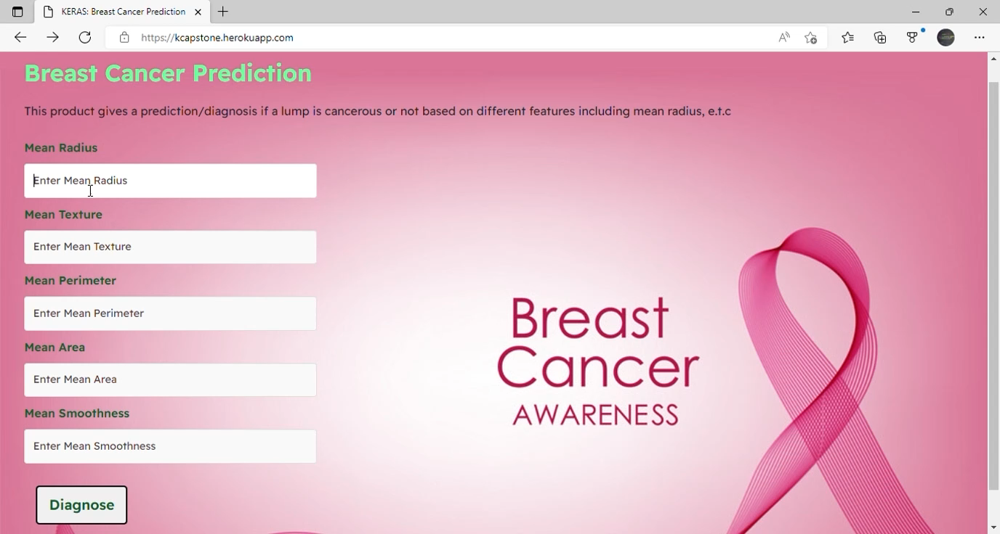 KERAS: Breast Cancer Prediction
https://kcapstone.herokuapp.com
Breast Cancer Prediction
This product gives a prediction/diagnosis if a lump is cancerous or not based on different features including mean radius, e.t.c
Mean Radius
Enter Mean Radius
Mean Texture
Enter Mean Texture
Mean Perimeter
Enter Mean Perimeter
Mean Area
Enter Mean Area
Mean Smoothness
Enter Mean Smoothness
Diagnose
Breast
Cancer
AWARENESS